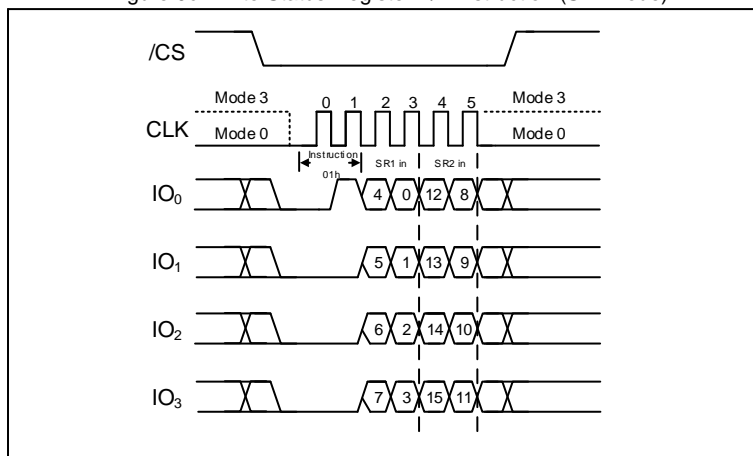 /CS
0 1 2 3 4 5
Mode 3 Mode 3
CLK Mode 0 Mode 0
Instruction SR1 in SR2 in
01h
IO0 4 0 12 8
IO1 5 1 13 9
IO2 6 2 14 10
IO3 7 3 15 11